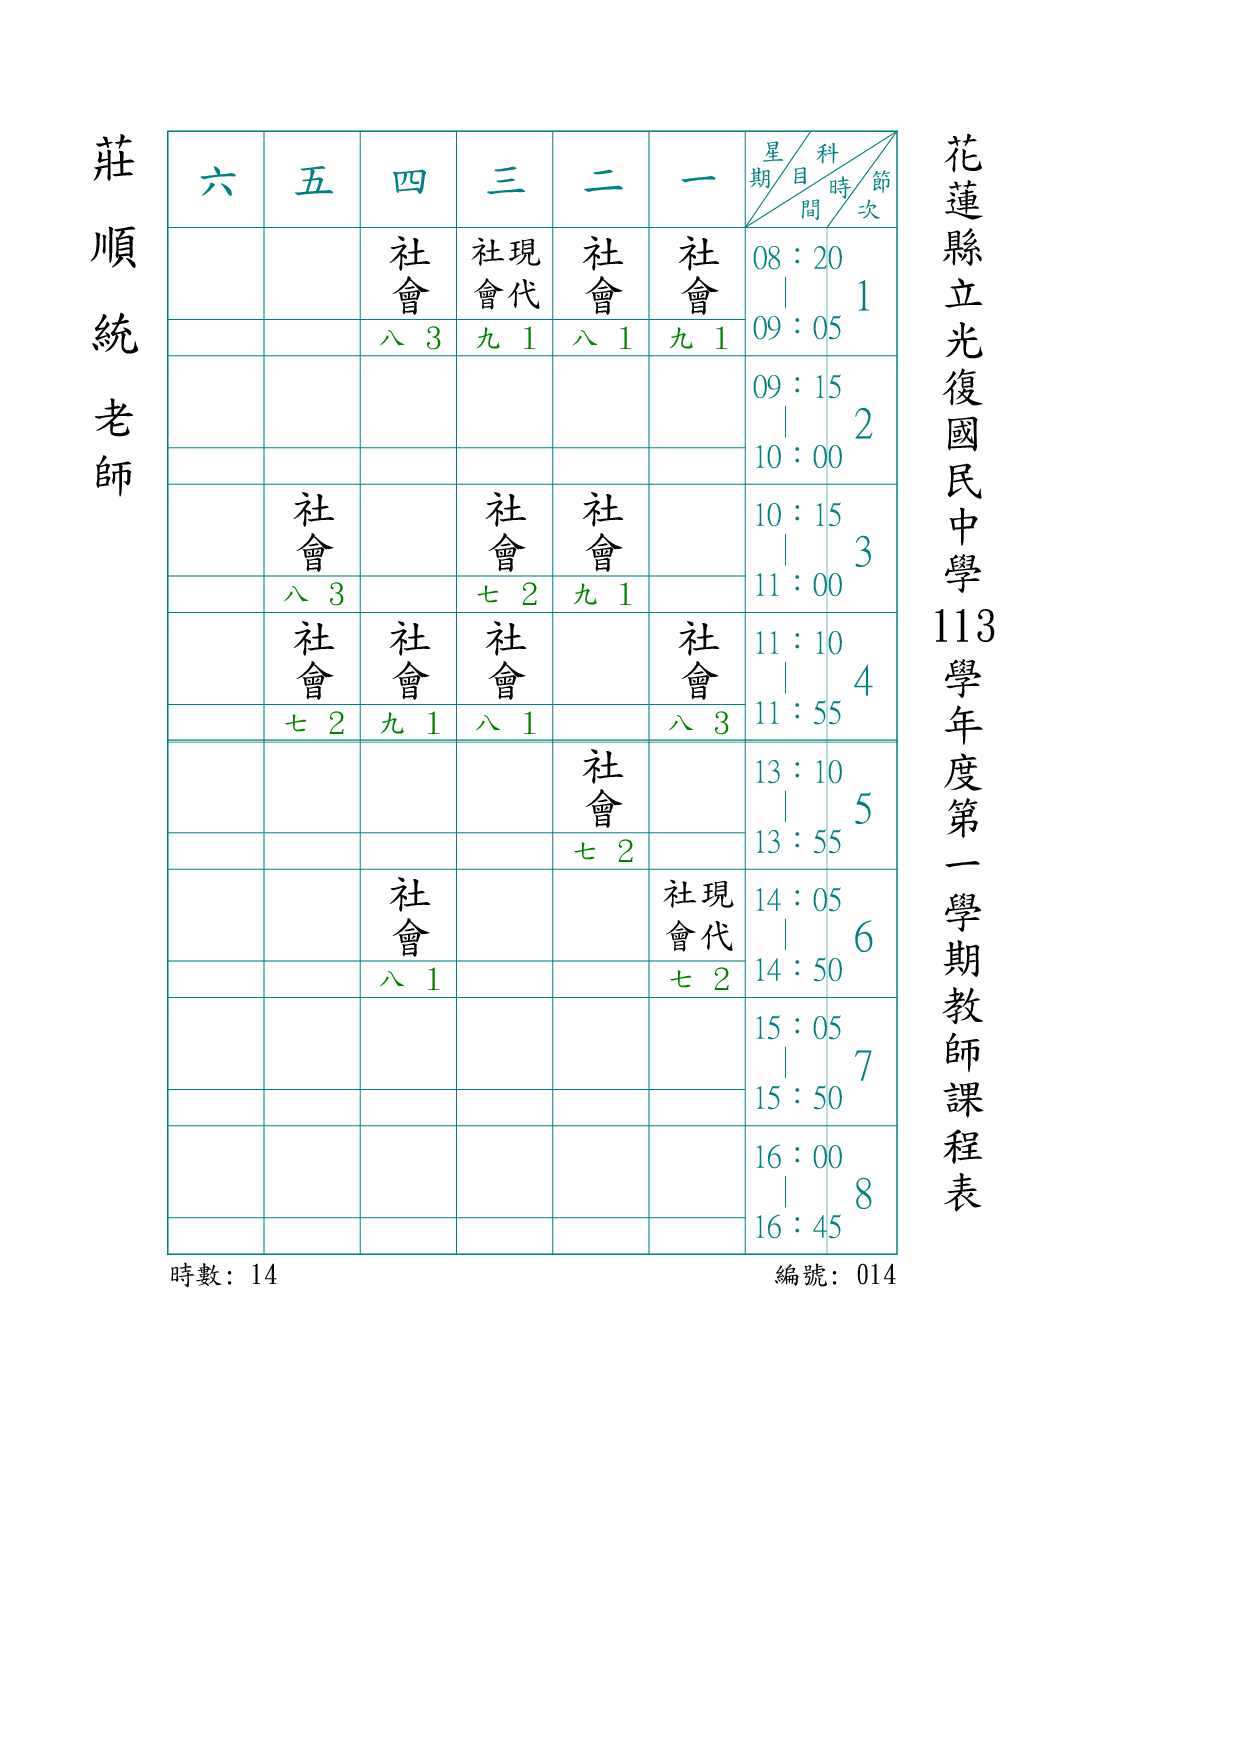 花蓮縣立光復國民中學113學年度第一學期教師課程表
莊順統老師
星期 科目 時間 節次
一 二 三 四 五 六
08：20｜09：05 1
社會 九1
社會 八1
現代社會 九1
社會 八3
09：15｜10：00 2
10：15｜11：00 3
社會 九1
社會 七2
社會 八3
11：10｜11：55 4
社會 八3
社會 八1
社會 九1
社會 七2
13：10｜13：55 5
社會 七2
14：05｜14：50 6
現代社會 七2
社會 八1
15：05｜15：50 7
16：00｜16：45 8
編號: 014
時數: 14